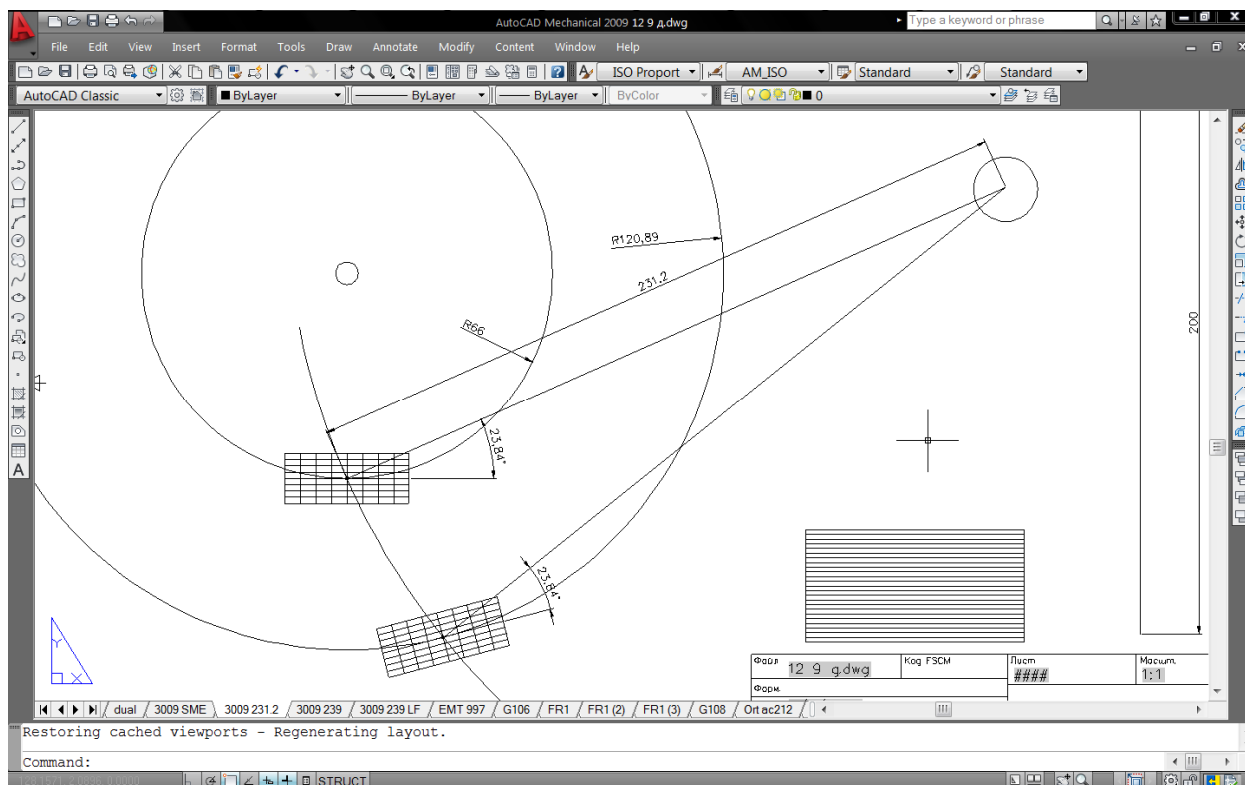 AutoCAD Mechanical 2009 12 9 д.dwg
Type a keyword or phrase
File Edit View Insert Format Tools Draw Annotate Modify Content Window Help
ISO Proport AM_ISO Standard Standard
AutoCAD Classic ByLayer ByLayer ByLayer ByColor 0
R120,89
231.2
R66
200
23,84°
23,84°
Y
X
A
Файл 12 9 g.dwg Код FSCM Лист #### Масшт. 1:1
Форм.
dual 3009 SME 3009 231.2 3009 239 3009 239 LF EMT 997 G106 FR1 FR1 (2) FR1 (3) G108 Ort ac212
Restoring cached viewports - Regenerating layout.
Command:
STRUCT